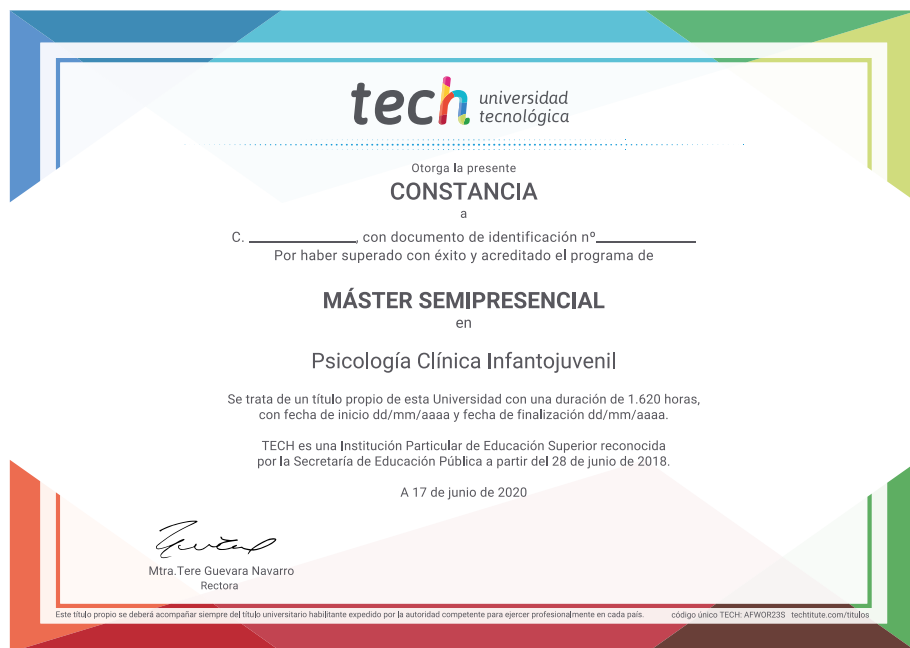 tech universidad
tecnológica
Otorga la presente
CONSTANCIA
a
C. ____________, con documento de identificación nº____________
Por haber superado con éxito y acreditado el programa de
MÁSTER SEMIPRESENCIAL
en
Psicología Clínica Infantojuvenil
Se trata de un título propio de esta Universidad con una duración de 1.620 horas,
con fecha de inicio dd/mm/aaaa y fecha de finalización dd/mm/aaaa.
TECH es una Institución Particular de Educación Superior reconocida
por la Secretaría de Educación Pública a partir del 28 de junio de 2018.
A 17 de junio de 2020
Mtra.Tere Guevara Navarro
Rectora
Este título propio se deberá acompañar siempre del título universitario habilitante expedido por la autoridad competente para ejercer profesionalmente en cada país. código único TECH: AFWOR23S techtitute.com/titulos